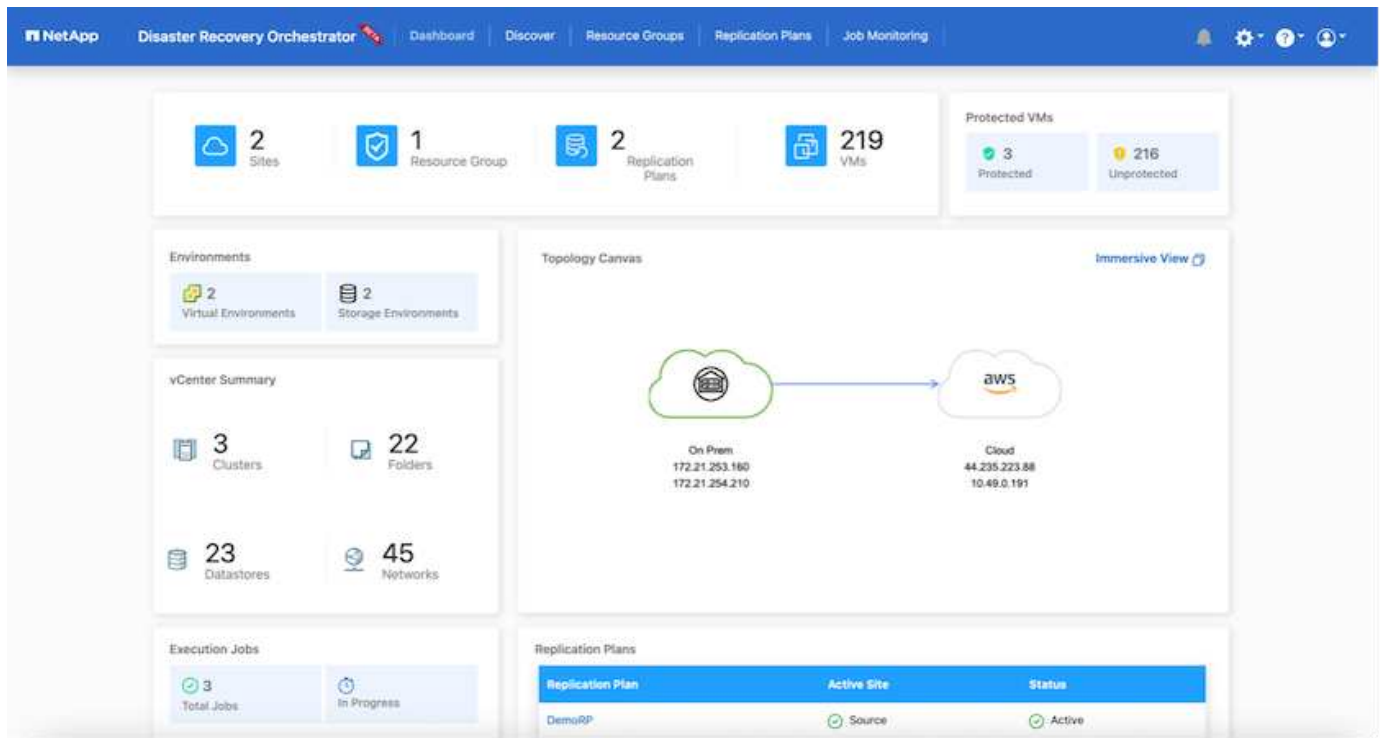 NetApp Disaster Recovery Orchestrator Dashboard Discover Resource Groups Replication Plans Job Monitoring
2
Sites
1
Resource Group
2
Replication
Plans
219
VMs
Protected VMs
3
Protected
216
Unprotected
Environments
2
Virtual Environments
2
Storage Environments
Topology Canvas
Immersive View
aws
On Prem
172.21.253.160
172.21.254.210
Cloud
44.235.223.88
10.49.0.191
vCenter Summary
3
Clusters
22
Folders
23
Datastores
45
Networks
Execution Jobs
3
Total Jobs
In Progress
Replication Plans
Replication Plan Active Site Status
DemoRP Source Active